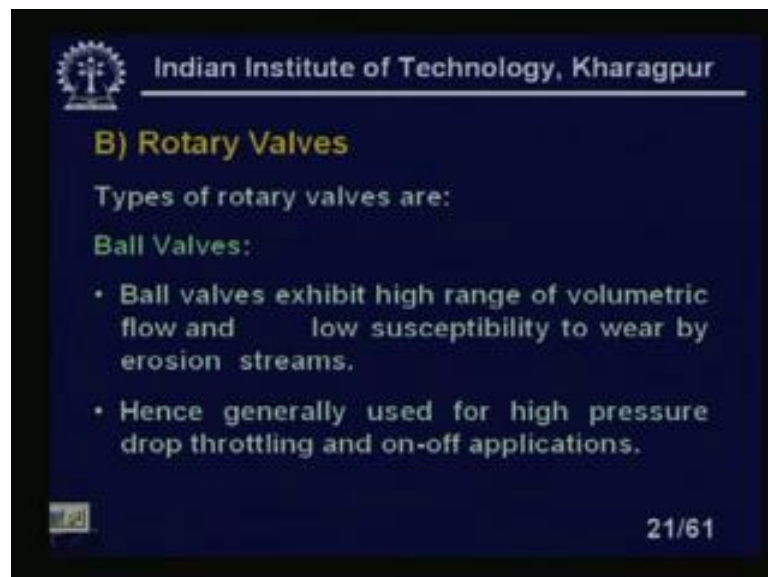 Indian Institute of Technology, Kharagpur
B) Rotary Valves
Types of rotary valves are:
Ball Valves:
• Ball valves exhibit high range of volumetric
flow and low susceptibility to wear by
erosion streams.
• Hence generally used for high pressure
drop throttling and on-off applications.
21/61